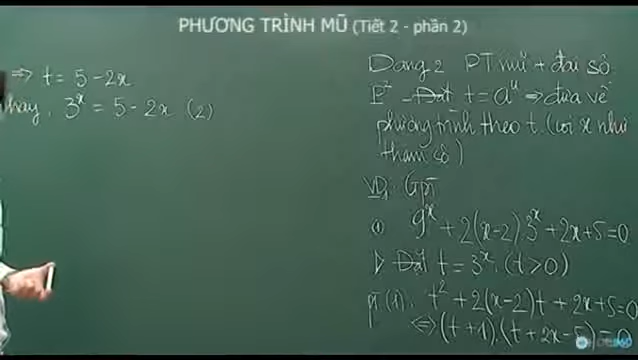 PHƯƠNG TRÌNH MŨ (Tiết 2 - phần 2)
=> t = 5 - 2x
hay, 3^x = 5 - 2x (2)
Dạng 2 PT mũ + đại số
- Đặt t = a^u => đưa về
phương trình theo t. (coi x như
tham số)
VD1: Gpt
① 9^x + 2(x-2) 3^x + 2x + 5 = 0
Đặt t = 3^x. (t > 0)
pt (1). t^2 + 2(x-2)t + 2x + 5 = 0
<=> (t + 1). (t + 2x - 5) = 0